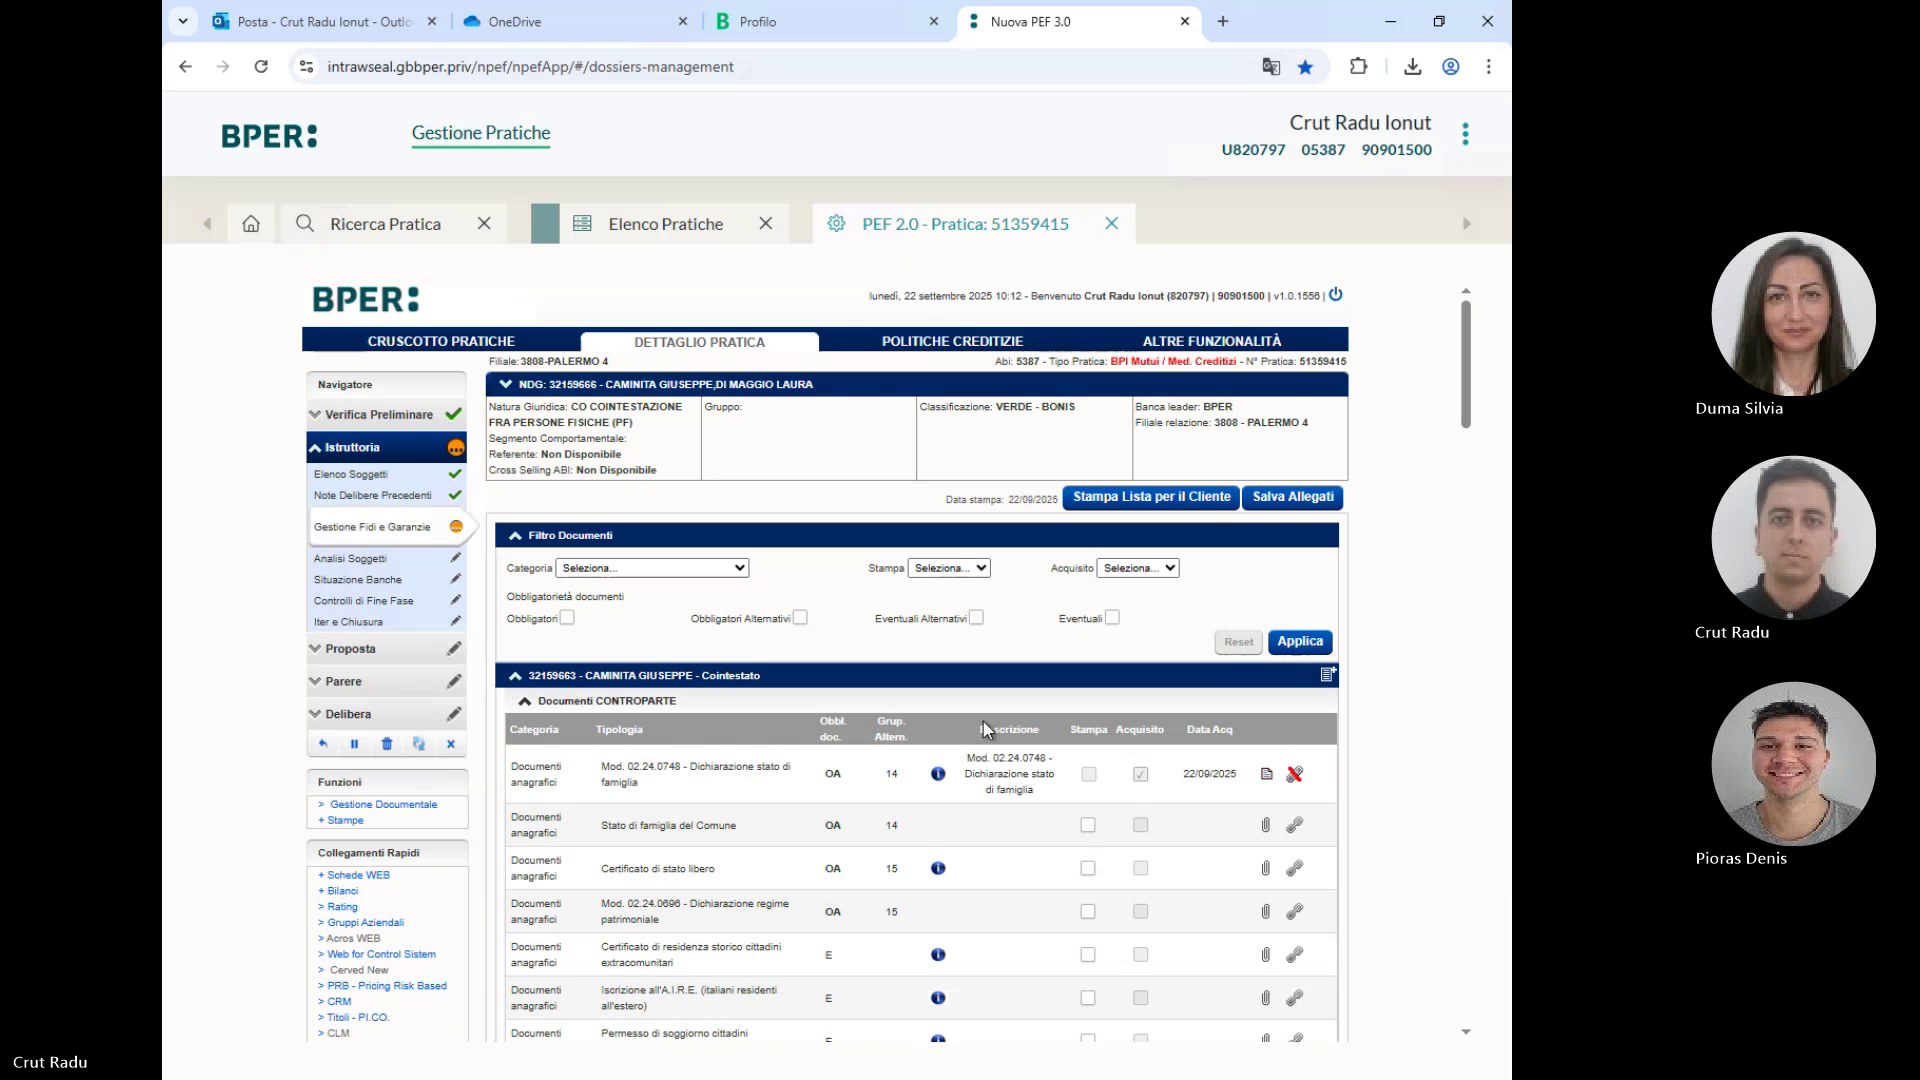 Posta - Crut Radu Ionut - Outlo
OneDrive
Profilo
Nuova PEF 3.0
intrawseal.gbbper.priv/npef/npefApp/#/dossiers-management
BPER:
Gestione Pratiche
Crut Radu Ionut
U820797 05387 90901500
Ricerca Pratica
Elenco Pratiche
PEF 2.0 - Pratica: 51359415
BPER:
lunedì, 22 settembre 2025 10:12 - Benvenuto Crut Radu Ionut (820797) | 90901500 | v1.0.1556 |
CRUSCOTTO PRATICHE
DETTAGLIO PRATICA
POLITICHE CREDITIZIE
ALTRE FUNZIONALITÀ
Filiale: 3808-PALERMO 4
Abi: 5387 - Tipo Pratica: BPI Mutui / Med. Creditizi - N° Pratica: 51359415
Navigatore
Verifica Preliminare
Istruttoria
Elenco Soggetti
Note Delibere Precedenti
Gestione Fidi e Garanzie
Analisi Soggetti
Situazione Banche
Controlli di Fine Fase
Iter e Chiusura
Proposta
Parere
Delibera
Funzioni
> Gestione Documentale
+ Stampe
Collegamenti Rapidi
+ Schede WEB
+ Bilanci
> Rating
> Gruppi Aziendali
> Acros WEB
> Web for Control Sistem
> Cerved New
> PRB - Pricing Risk Based
> CRM
> Titoli - PI.CO.
> CLM
NDG: 32159666 - CAMINITA GIUSEPPE,DI MAGGIO LAURA
Natura Giuridica: CO COINTESTAZIONE
FRA PERSONE FISICHE (PF)
Segmento Comportamentale:
Referente: Non Disponibile
Cross Selling ABI: Non Disponibile
Gruppo:
Classificazione: VERDE - BONIS
Banca leader: BPER
Filiale relazione: 3808 - PALERMO 4
Data stampa: 22/09/2025
Stampa Lista per il Cliente
Salva Allegati
Filtro Documenti
Categoria Seleziona...
Stampa Seleziona...
Acquisito Seleziona...
Obbligatorietà documenti
Obbligatori
Obbligatori Alternativi
Eventuali Alternativi
Eventuali
Reset
Applica
32159663 - CAMINITA GIUSEPPE - Cointestato
Documenti CONTROPARTE
Categoria
Tipologia
Obbl.
doc.
Grup.
Altern.
scrizione
Stampa
Acquisito
Data Acq
Documenti
anagrafici
Mod. 02.24.0748 - Dichiarazione stato di
famiglia
OA
14
Mod. 02.24.0748 -
Dichiarazione stato
di famiglia
22/09/2025
Documenti
anagrafici
Stato di famiglia del Comune
OA
14
Documenti
anagrafici
Certificato di stato libero
OA
15
Documenti
anagrafici
Mod. 02.24.0696 - Dichiarazione regime
patrimoniale
OA
15
Documenti
anagrafici
Certificato di residenza storico cittadini
extracomunitari
E
Documenti
anagrafici
Iscrizione all'A.I.R.E. (italiani residenti
all'estero)
E
Documenti
Permesso di soggiorno cittadini
E
Duma Silvia
Crut Radu
Pioras Denis
Crut Radu